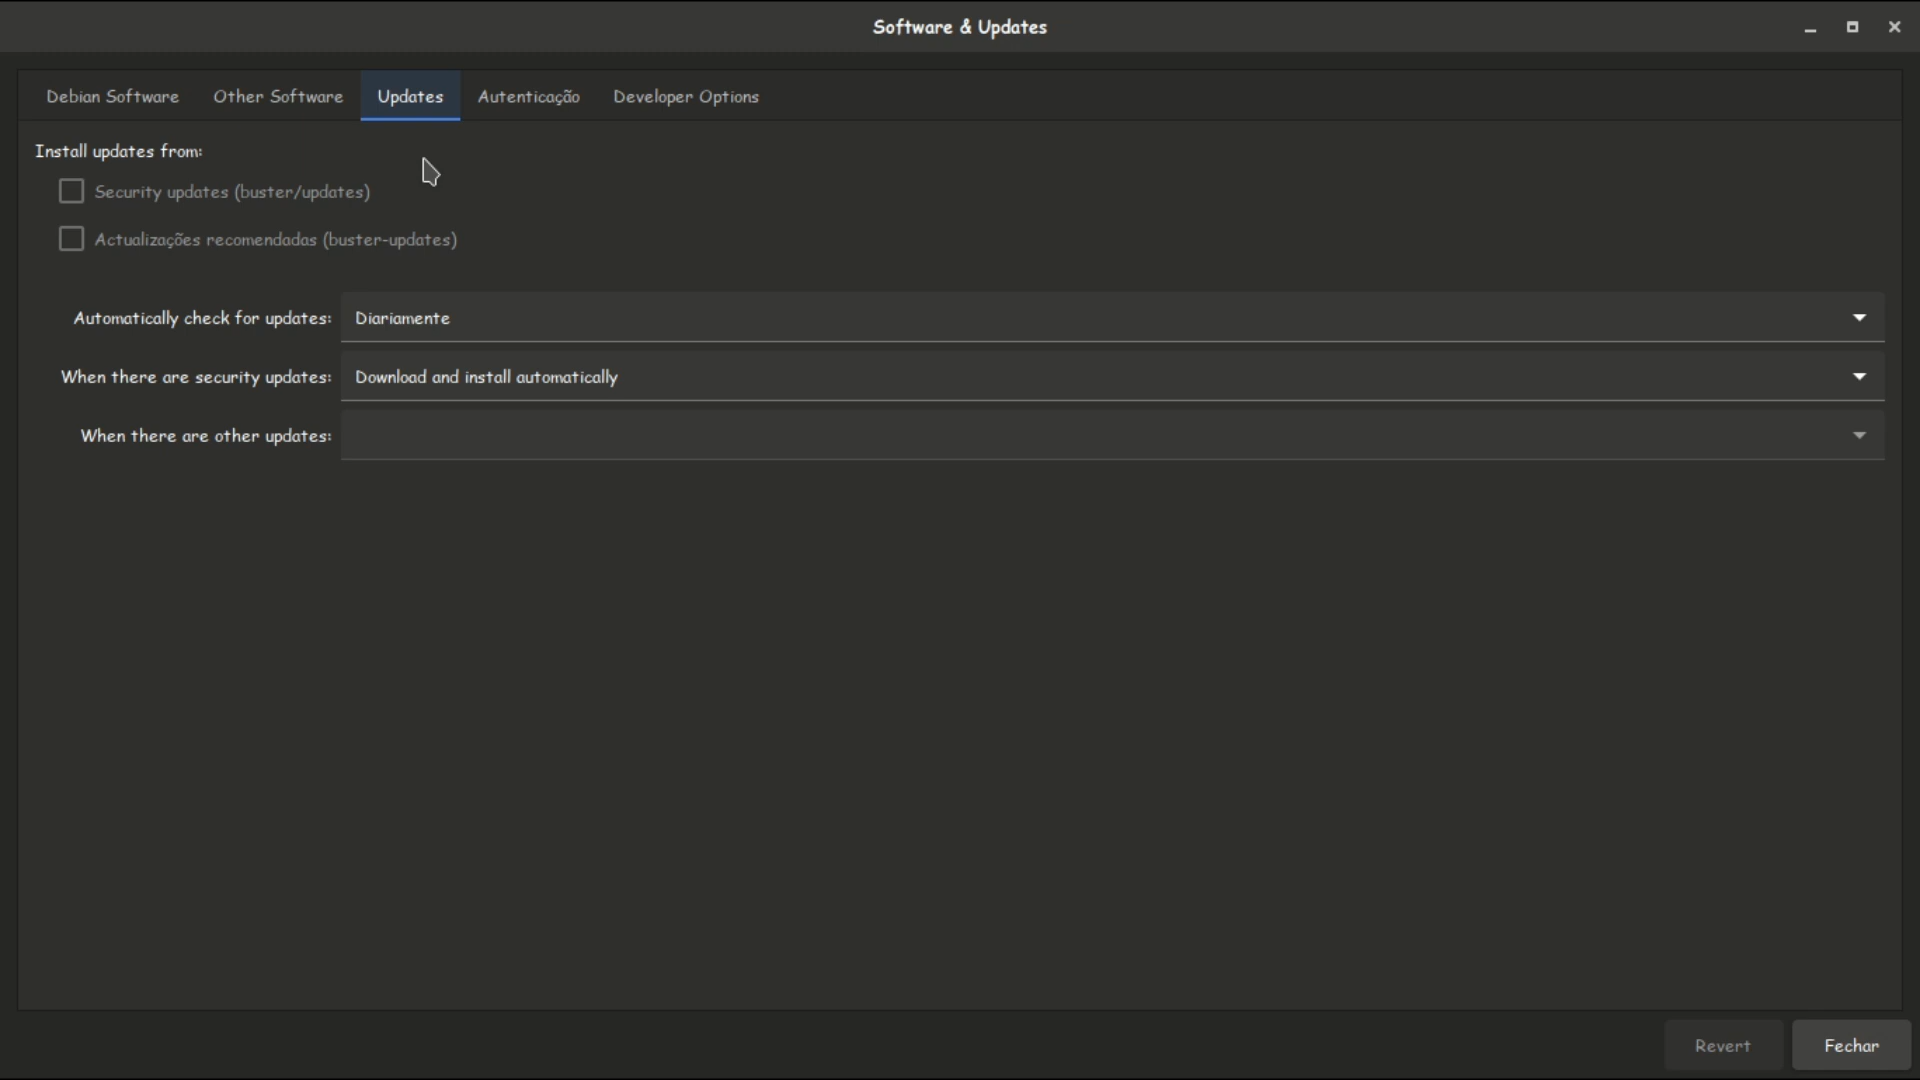 Software & Updates
Debian Software Other Software Updates Autenticação Developer Options
Install updates from:
Security updates (buster/updates)
Actualizações recomendadas (buster-updates)
Automatically check for updates: Diariamente
When there are security updates: Download and install automatically
When there are other updates:
Revert Fechar